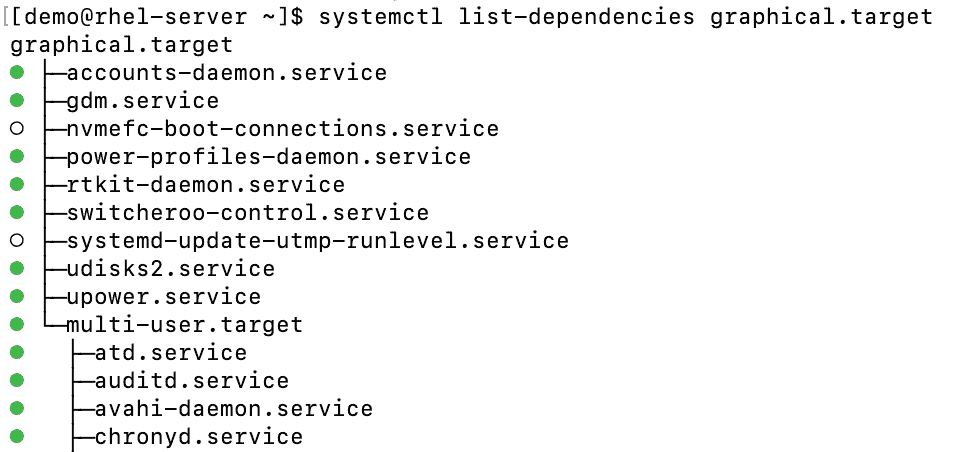 [[demo@rhel-server ~]$ systemctl list-dependencies graphical.target
graphical.target
● ├─accounts-daemon.service
● ├─gdm.service
○ ├─nvmefc-boot-connections.service
● ├─power-profiles-daemon.service
● ├─rtkit-daemon.service
● ├─switcheroo-control.service
○ ├─systemd-update-utmp-runlevel.service
● ├─udisks2.service
● ├─upower.service
● └─multi-user.target
●   ├─atd.service
●   ├─auditd.service
●   ├─avahi-daemon.service
●   ├─chronyd.service